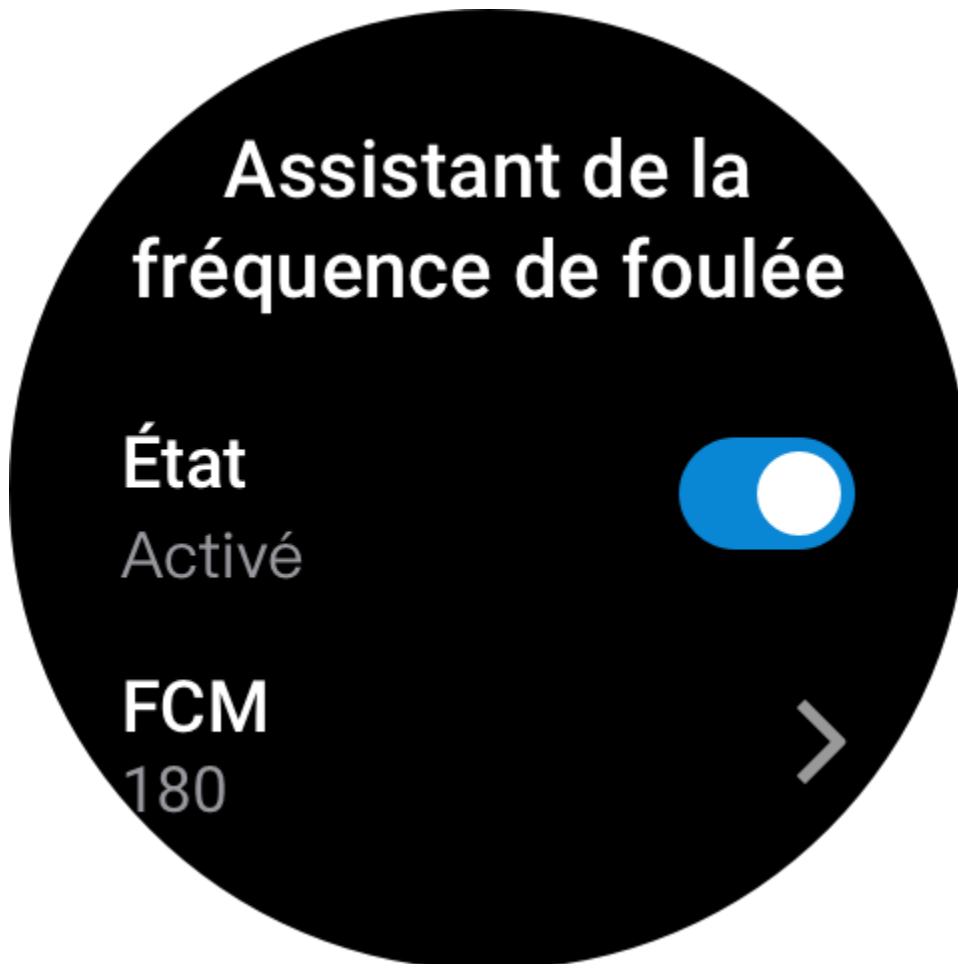 Assistant de la
fréquence de foulée
État
Activé
FCM
180